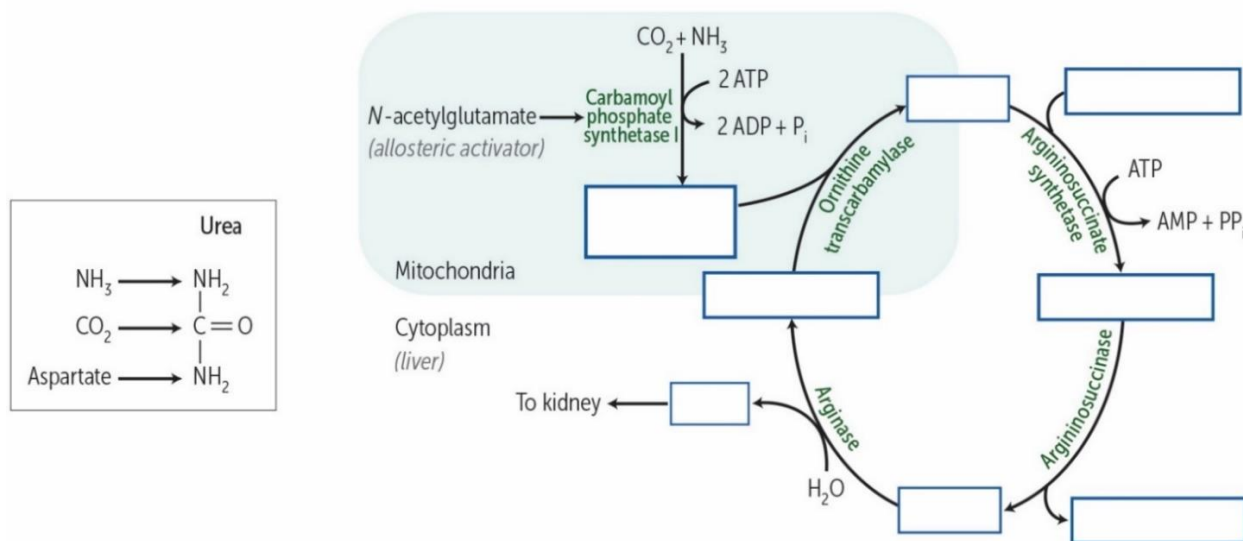 CO₂ + NH₃
2 ATP
N-acetylglutamate
(allosteric activator)
Carbamoyl
phosphate
synthetase I
2 ADP + Pᵢ
Ornithine
transcarbamylase
Argininosuccinate
synthetase
ATP
AMP + PPᵢ
Mitochondria
Cytoplasm
(liver)
Urea
NH₃
NH₂
CO₂
C=O
Aspartate
NH₂
To kidney
Arginase
H₂O
Argininosuccinase